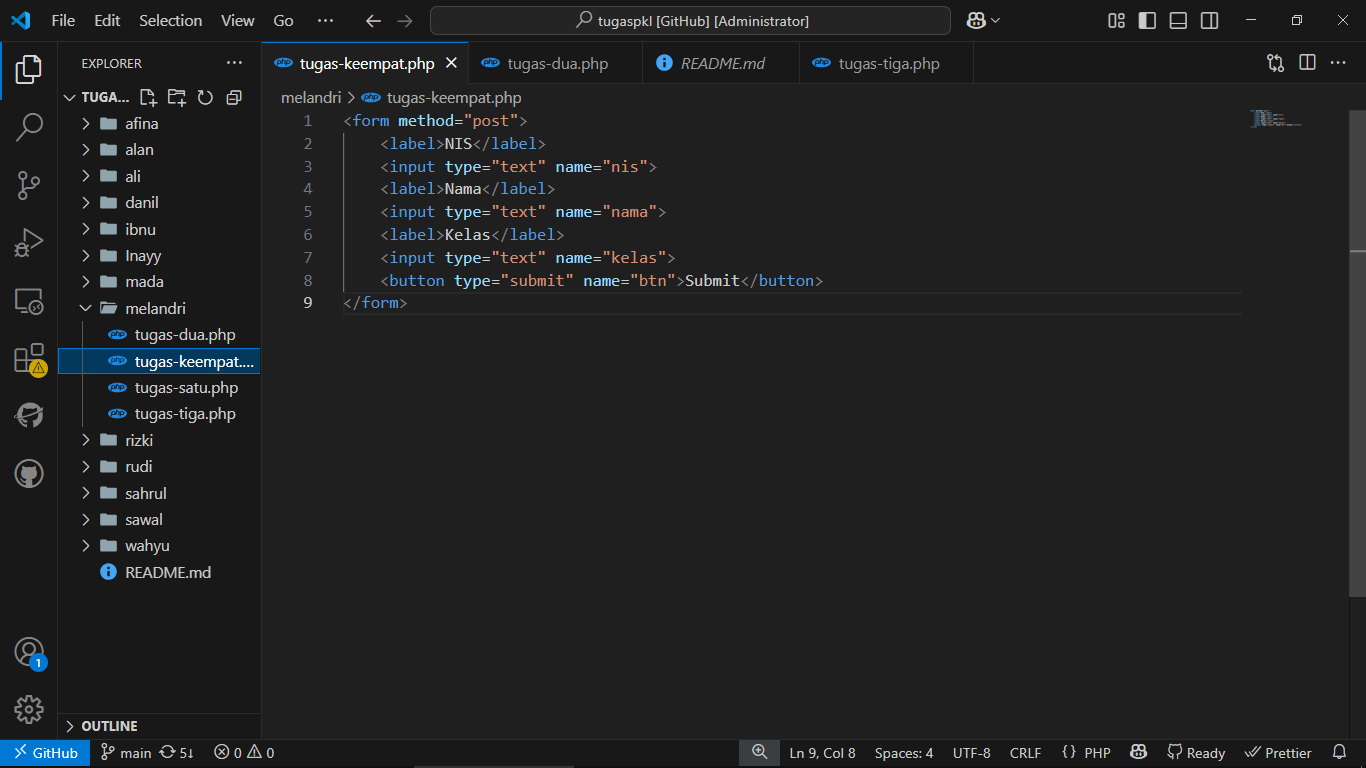 File Edit Selection View Go ··· tugaspkl [GitHub] [Administrator]
EXPLORER ···
TUGA...
afina
alan
ali
danil
ibnu
Inayy
mada
melandri
tugas-dua.php
tugas-keempat....
tugas-satu.php
tugas-tiga.php
rizki
rudi
sahrul
sawal
wahyu
README.md
OUTLINE
1
php tugas-keempat.php php tugas-dua.php README.md php tugas-tiga.php ···
melandri > php tugas-keempat.php
1 <form method="post">
2     <label>NIS</label>
3     <input type="text" name="nis">
4     <label>Nama</label>
5     <input type="text" name="nama">
6     <label>Kelas</label>
7     <input type="text" name="kelas">
8     <button type="submit" name="btn">Submit</button>
9 </form>
GitHub main 5↓ 0 0 Ln 9, Col 8 Spaces: 4 UTF-8 CRLF {} PHP Ready Prettier